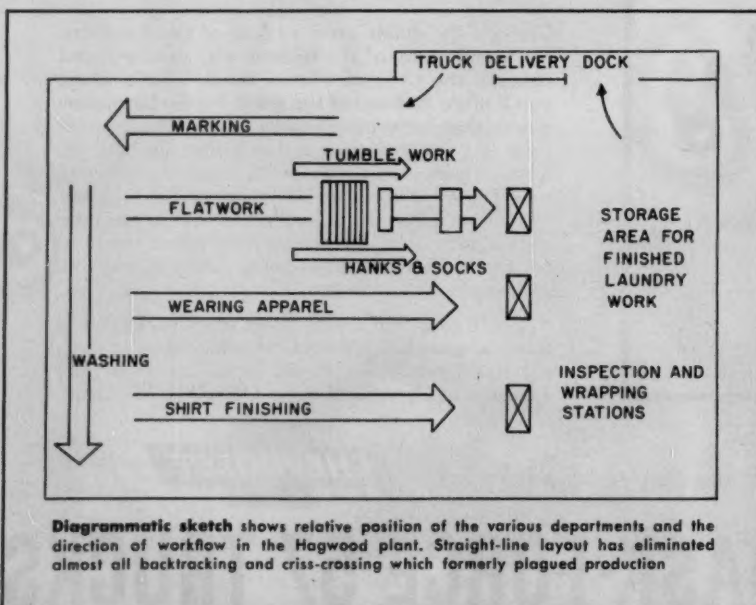 TRUCK DELIVERY DOCK
MARKING
TUMBLE WORK
FLATWORK
HANKS & SOCKS
STORAGE
AREA FOR
FINISHED
LAUNDRY
WORK
WEARING APPAREL
WASHING
INSPECTION AND
WRAPPING
STATIONS
SHIRT FINISHING
Diagrammatic sketch shows relative position of the various departments and the
direction of workflow in the Hagwood plant. Straight-line layout has eliminated
almost all backtracking and criss-crossing which formerly plagued production